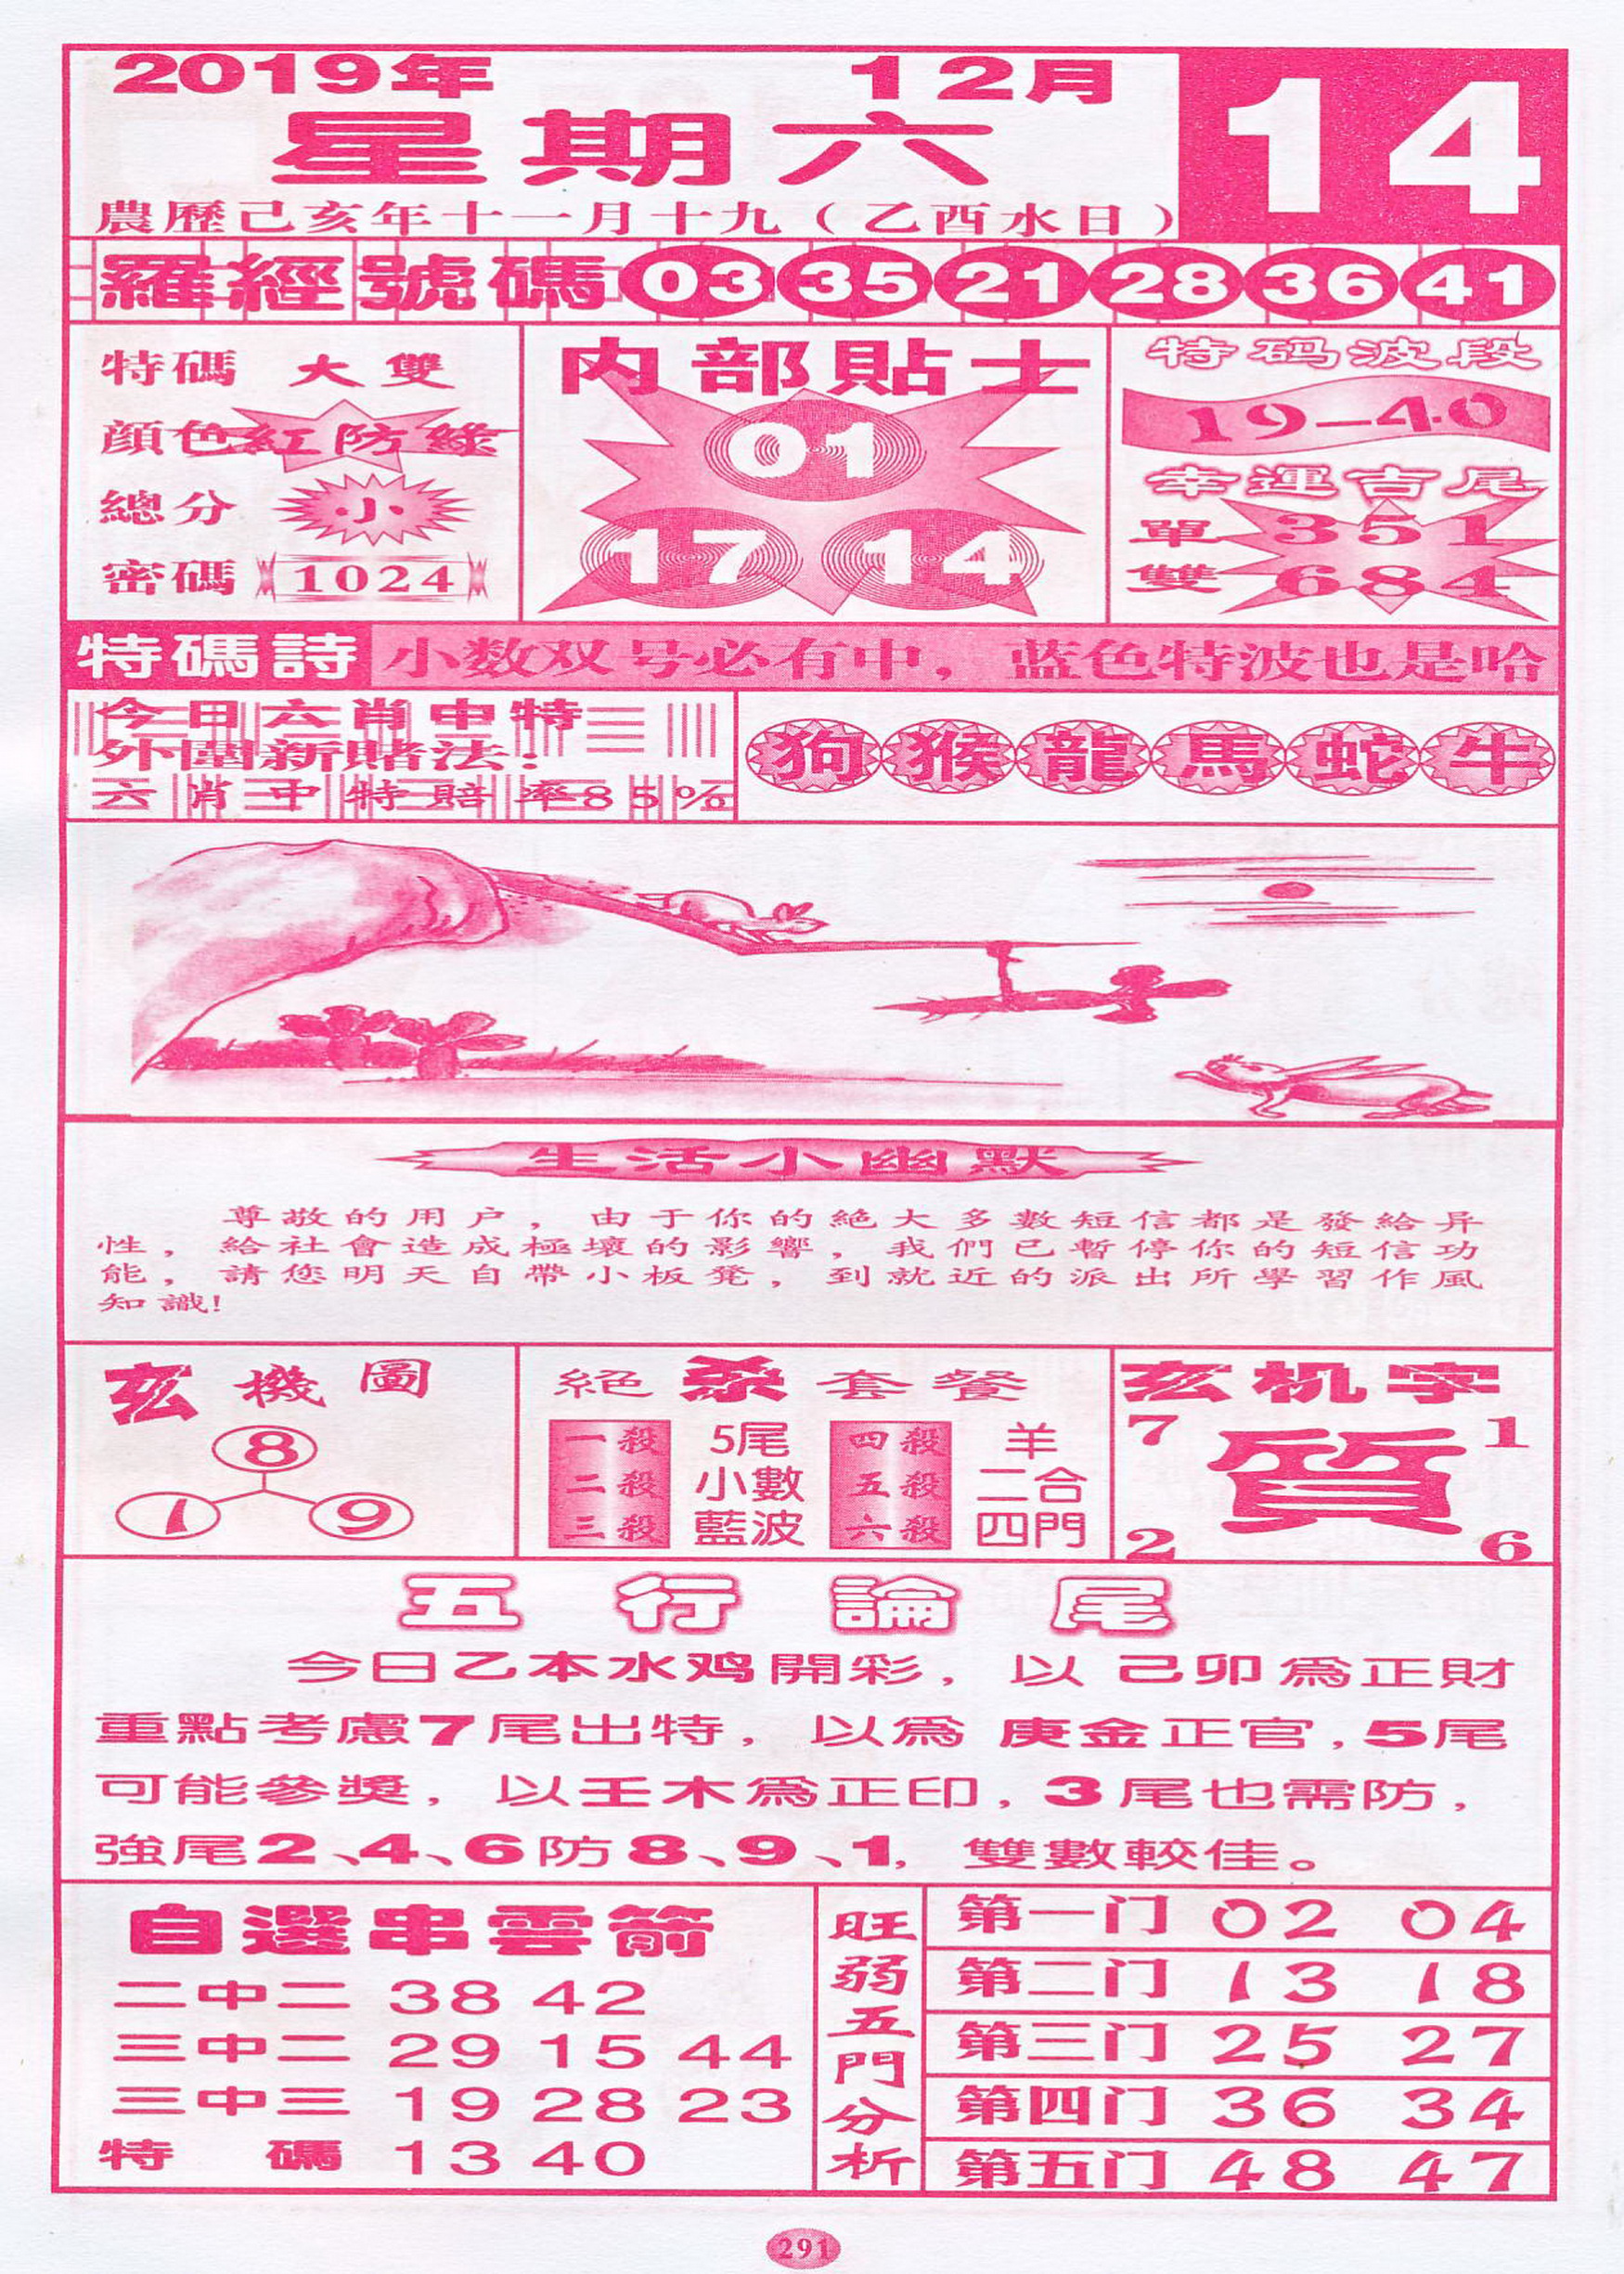 2019年 12月 14
星期六
農歷己亥年十一月十九（乙酉水日）
羅經號碼 03 35 21 28 36 41
特碼 大雙
顔色 紅防綠
總分 小
密碼 1024
内部貼士
01
17 14
特码波段
19—40
幸運吉尾
單 351
雙 684
特碼詩 小数双号必有中，蓝色特波也是哈
今日六肖中特
外圍新賭法：
六肖中特賠率85%
狗 猴 龍 馬 蛇 牛
生活小幽默
尊敬的用户，由于你的絶大多數短信都是發給异
性，給社會造成極壞的影響，我們已暫停你的短信功
能，請您明天自帶小板凳，到就近的派出所學習作風
知識！
玄機圖
8
1 9
絕杀套餐
一殺 5尾 四殺 羊
二殺 小數 五殺 二合
三殺 藍波 六殺 四門
玄机字
7 1
質
2 6
五行論尾
今日乙本水鸡開彩，以己卯爲正財
重點考慮7尾出特，以爲庚金正官，5尾
可能參獎，以壬木爲正印，3尾也需防，
強尾2、4、6防8、9、1，雙數較佳。
自選串雲箭
二中二 38 42
三中二 29 15 44
三中三 19 28 23
特碼 13 40
旺弱五門分析
第一门 02 04
第二门 13 18
第三门 25 27
第四门 36 34
第五门 48 47
291